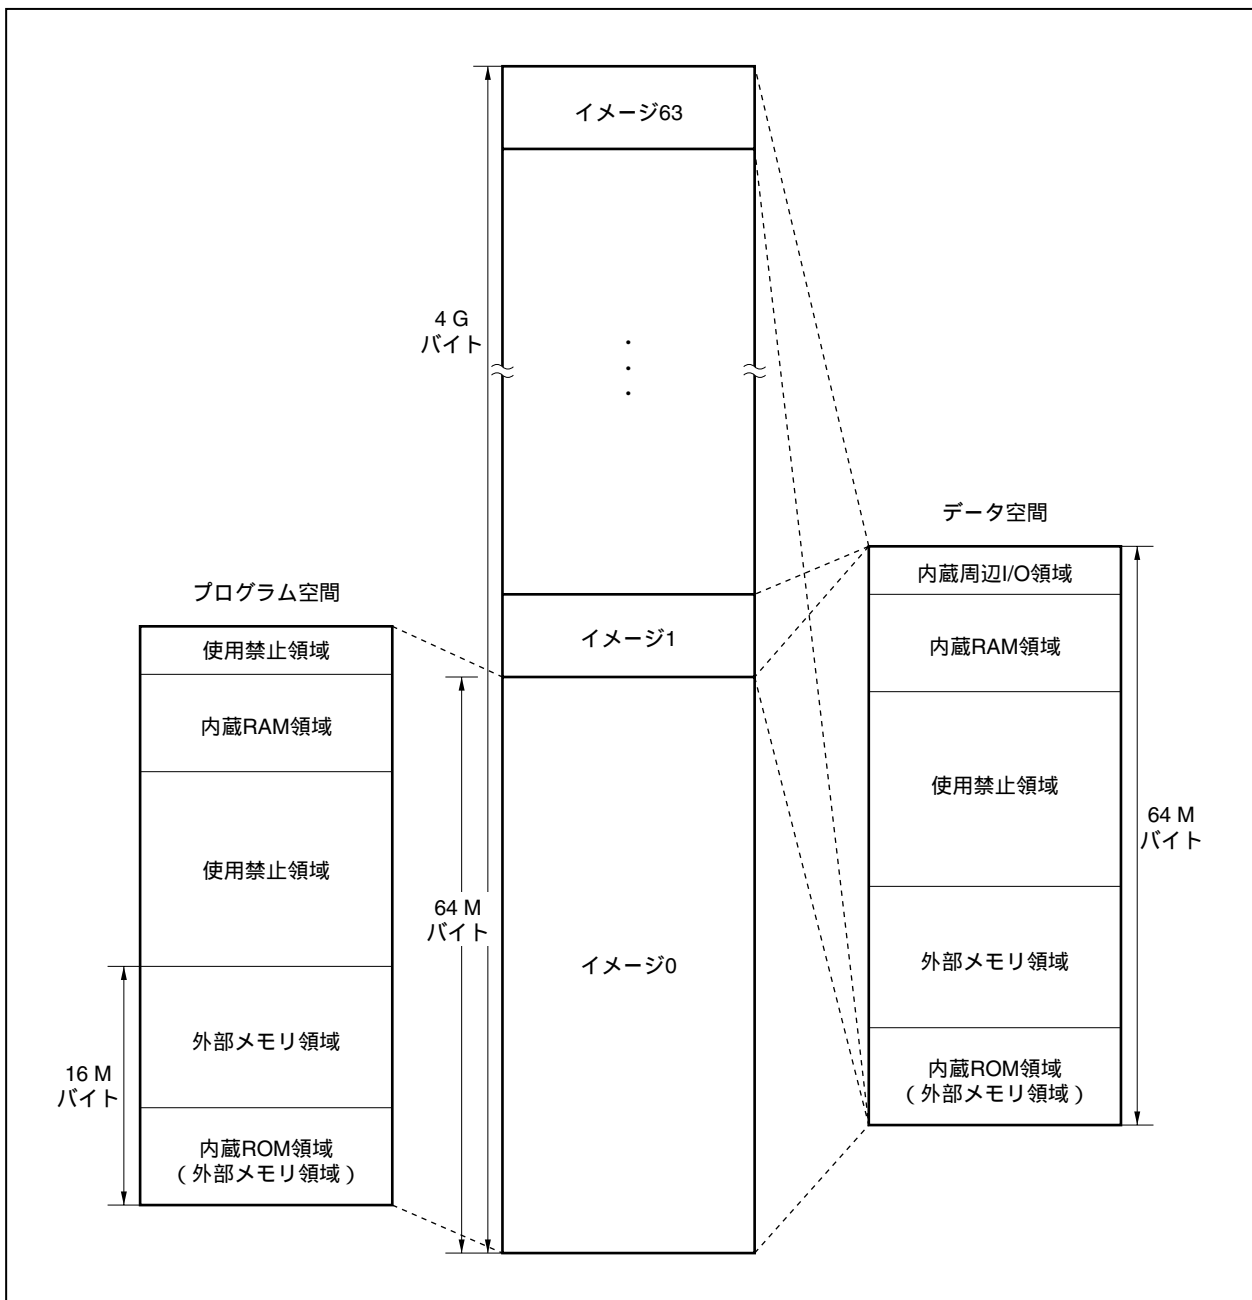 イメージ63
・
・
・
4 G
バイト
データ空間
内蔵周辺I/O領域
プログラム空間
イメージ1
使用禁止領域
内蔵RAM領域
内蔵RAM領域
使用禁止領域
64 M
バイト
使用禁止領域
64 M
バイト
イメージ0
外部メモリ領域
外部メモリ領域
16 M
バイト
内蔵ROM領域
（外部メモリ領域）
内蔵ROM領域
（外部メモリ領域）